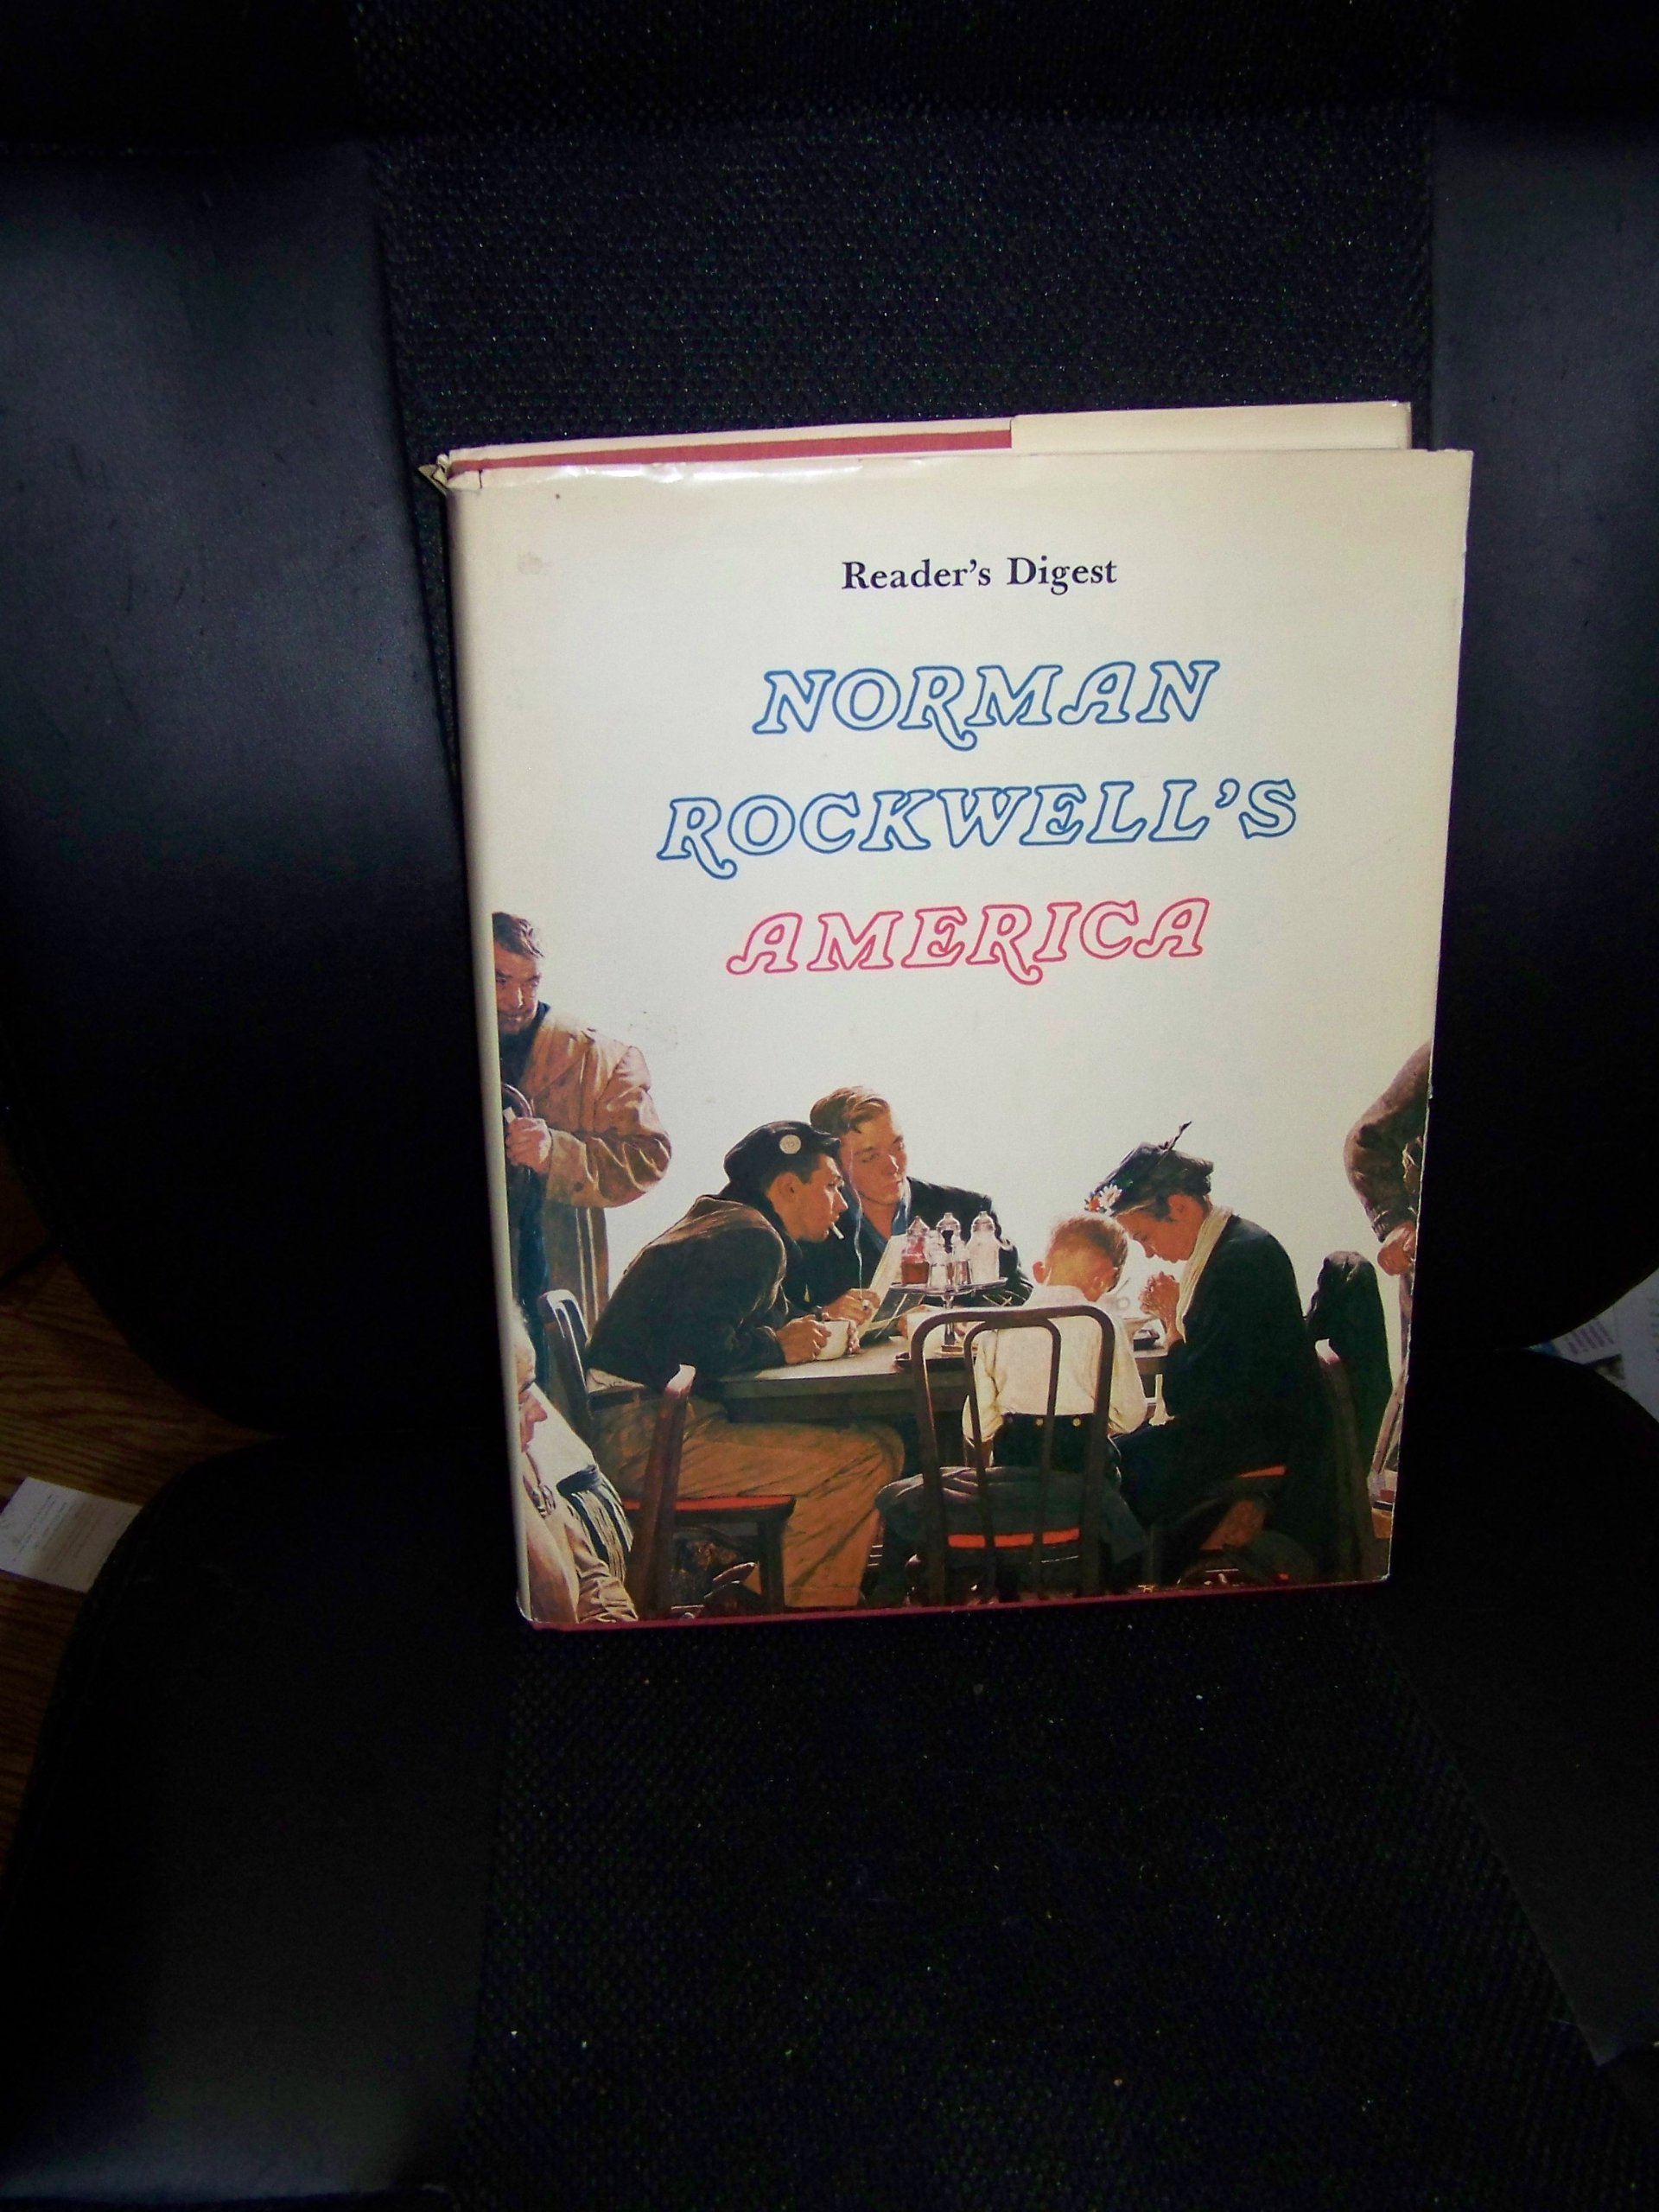 Reader's Digest
NORMAN
ROCKWELL'S
AMERICA